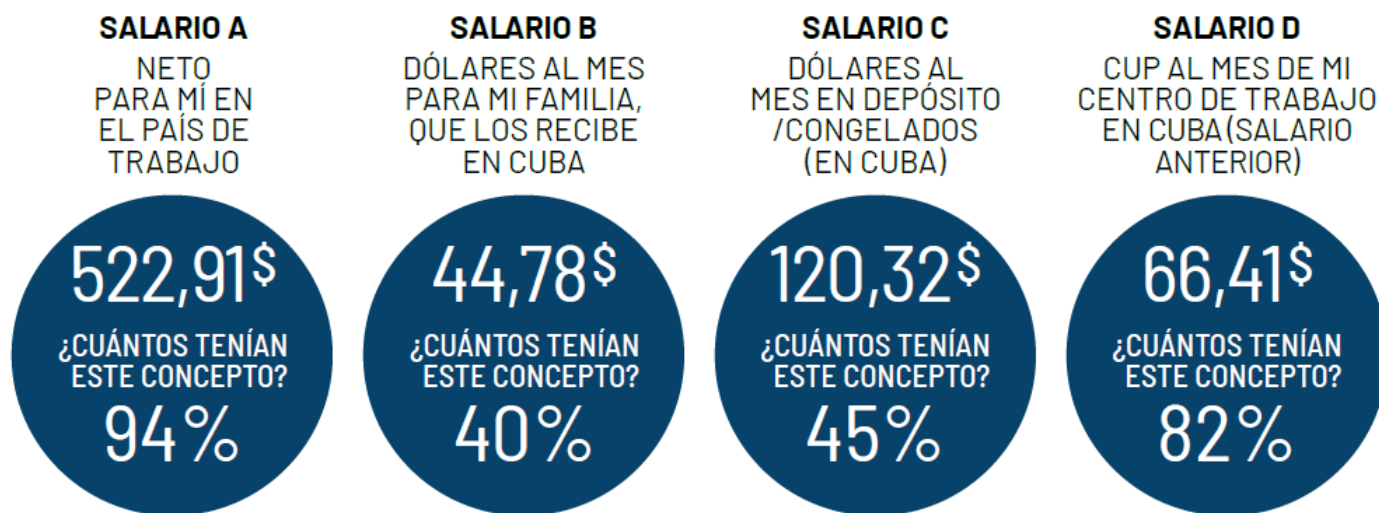 SALARIO A
NETO
PARA MÍ EN
EL PAÍS DE
TRABAJO
522,91$
¿CUÁNTOS TENÍAN
ESTE CONCEPTO?
94%
SALARIO B
DÓLARES AL MES
PARA MI FAMILIA,
QUE LOS RECIBE
EN CUBA
44,78$
¿CUÁNTOS TENÍAN
ESTE CONCEPTO?
40%
SALARIO C
DÓLARES AL
MES EN DEPÓSITO
/CONGELADOS
(EN CUBA)
120,32$
¿CUÁNTOS TENÍAN
ESTE CONCEPTO?
45%
SALARIO D
CUP AL MES DE MI
CENTRO DE TRABAJO
EN CUBA (SALARIO
ANTERIOR)
66,41$
¿CUÁNTOS TENÍAN
ESTE CONCEPTO?
82%